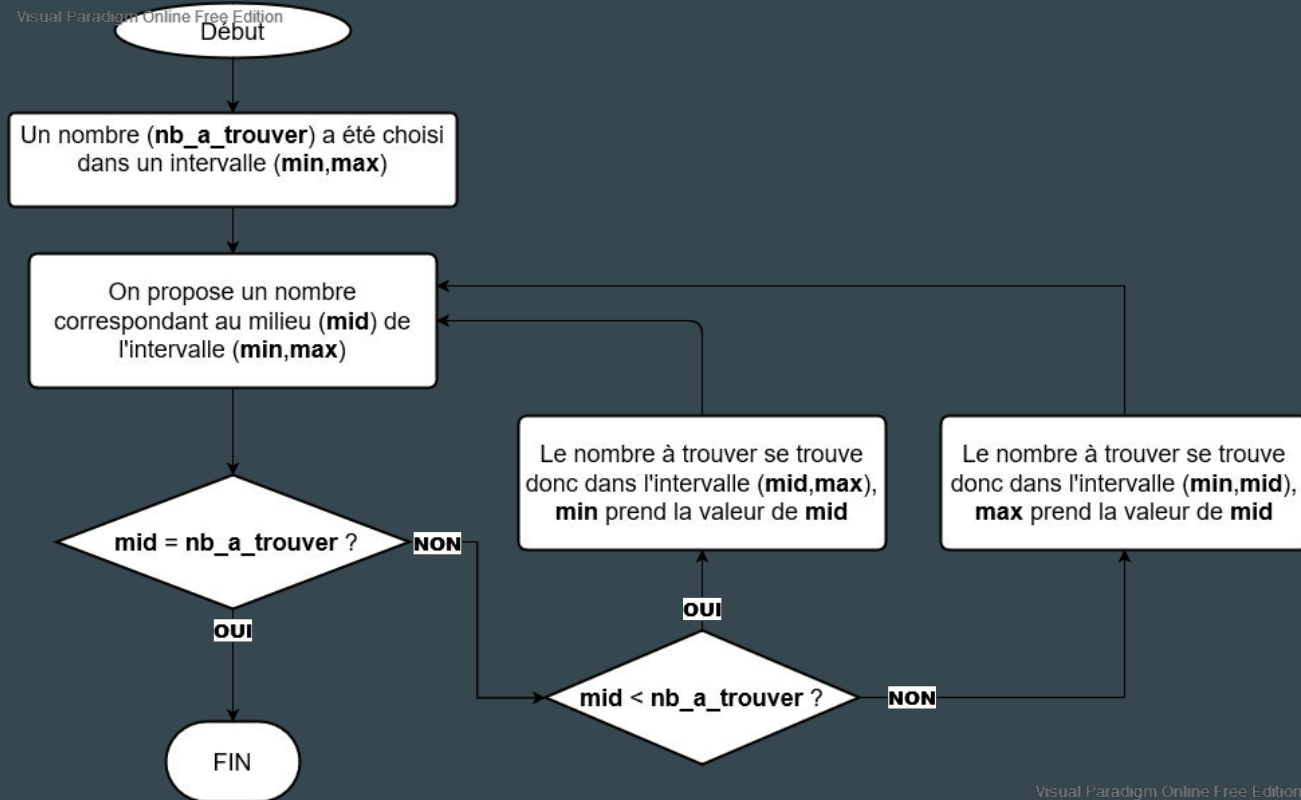 Visual Paradigm Online Free Edition
Début
Un nombre (nb_a_trouver) a été choisi
dans un intervalle (min,max)
On propose un nombre
correspondant au milieu (mid) de
l'intervalle (min,max)
mid = nb_a_trouver ?
NON
OUI
FIN
Le nombre à trouver se trouve
donc dans l'intervalle (mid,max),
min prend la valeur de mid
OUI
mid < nb_a_trouver ?
NON
Le nombre à trouver se trouve
donc dans l'intervalle (min,mid),
max prend la valeur de mid
Visual Paradigm Online Free Edition